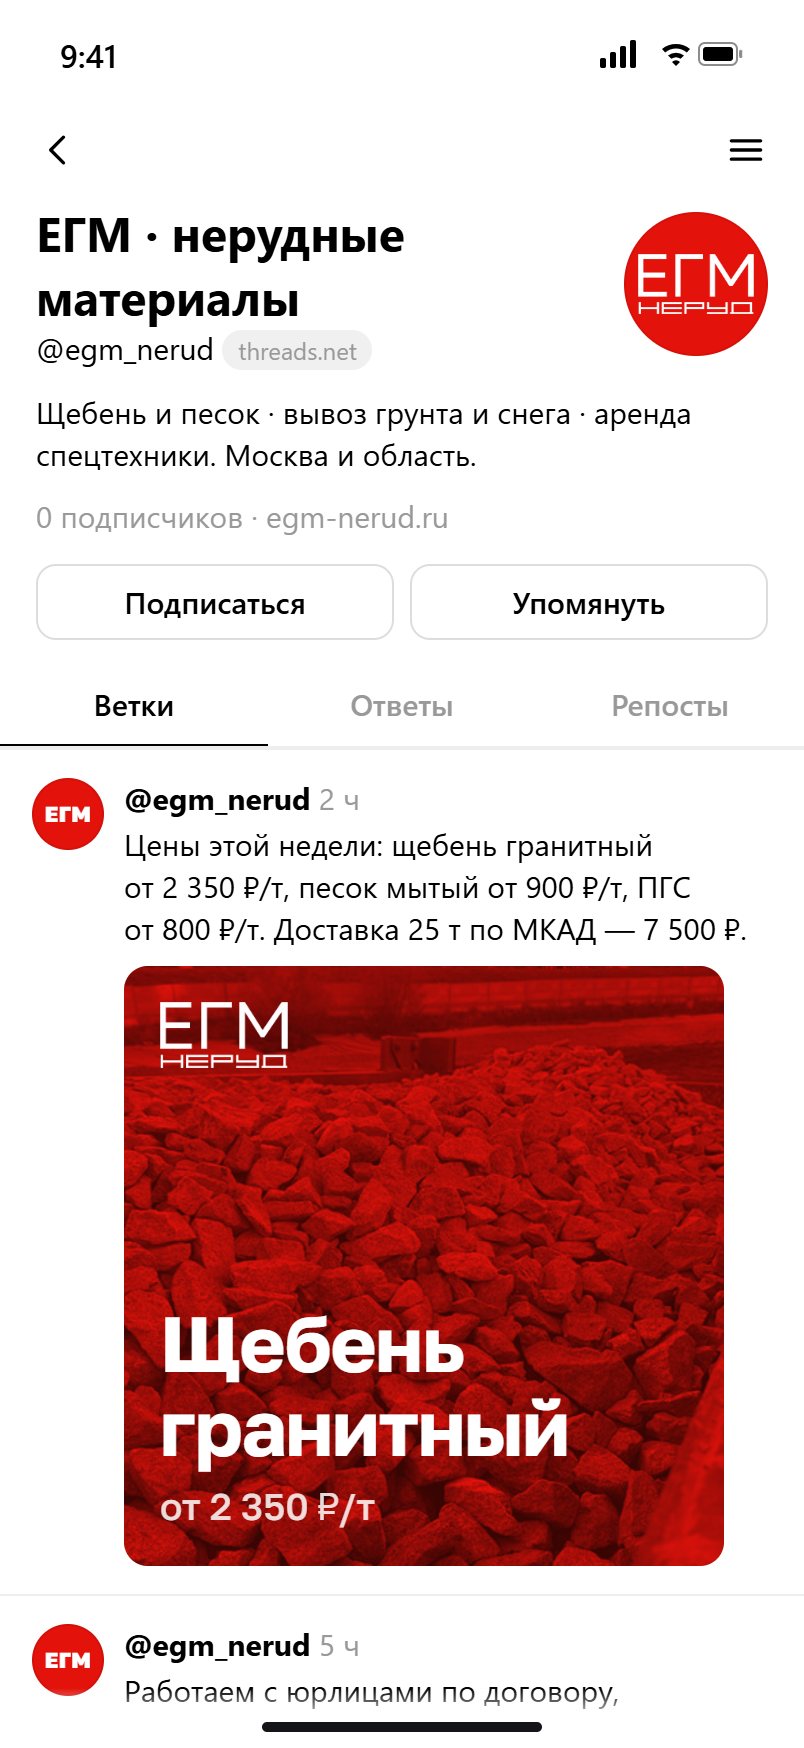 9:41
ЕГМ · нерудные
материалы
ЕГМ
НЕРУД
@egm_nerud threads.net
Щебень и песок · вывоз грунта и снега · аренда
спецтехники. Москва и область.
0 подписчиков · egm-nerud.ru
Подписаться Упомянуть
Ветки Ответы Репосты
ЕГМ
@egm_nerud 2 ч
Цены этой недели: щебень гранитный
от 2 350 ₽/т, песок мытый от 900 ₽/т, ПГС
от 800 ₽/т. Доставка 25 т по МКАД — 7 500 ₽.
ЕГМ
НЕРУД
Щебень
гранитный
от 2 350 ₽/т
ЕГМ
@egm_nerud 5 ч
Работаем с юрлицами по договору,